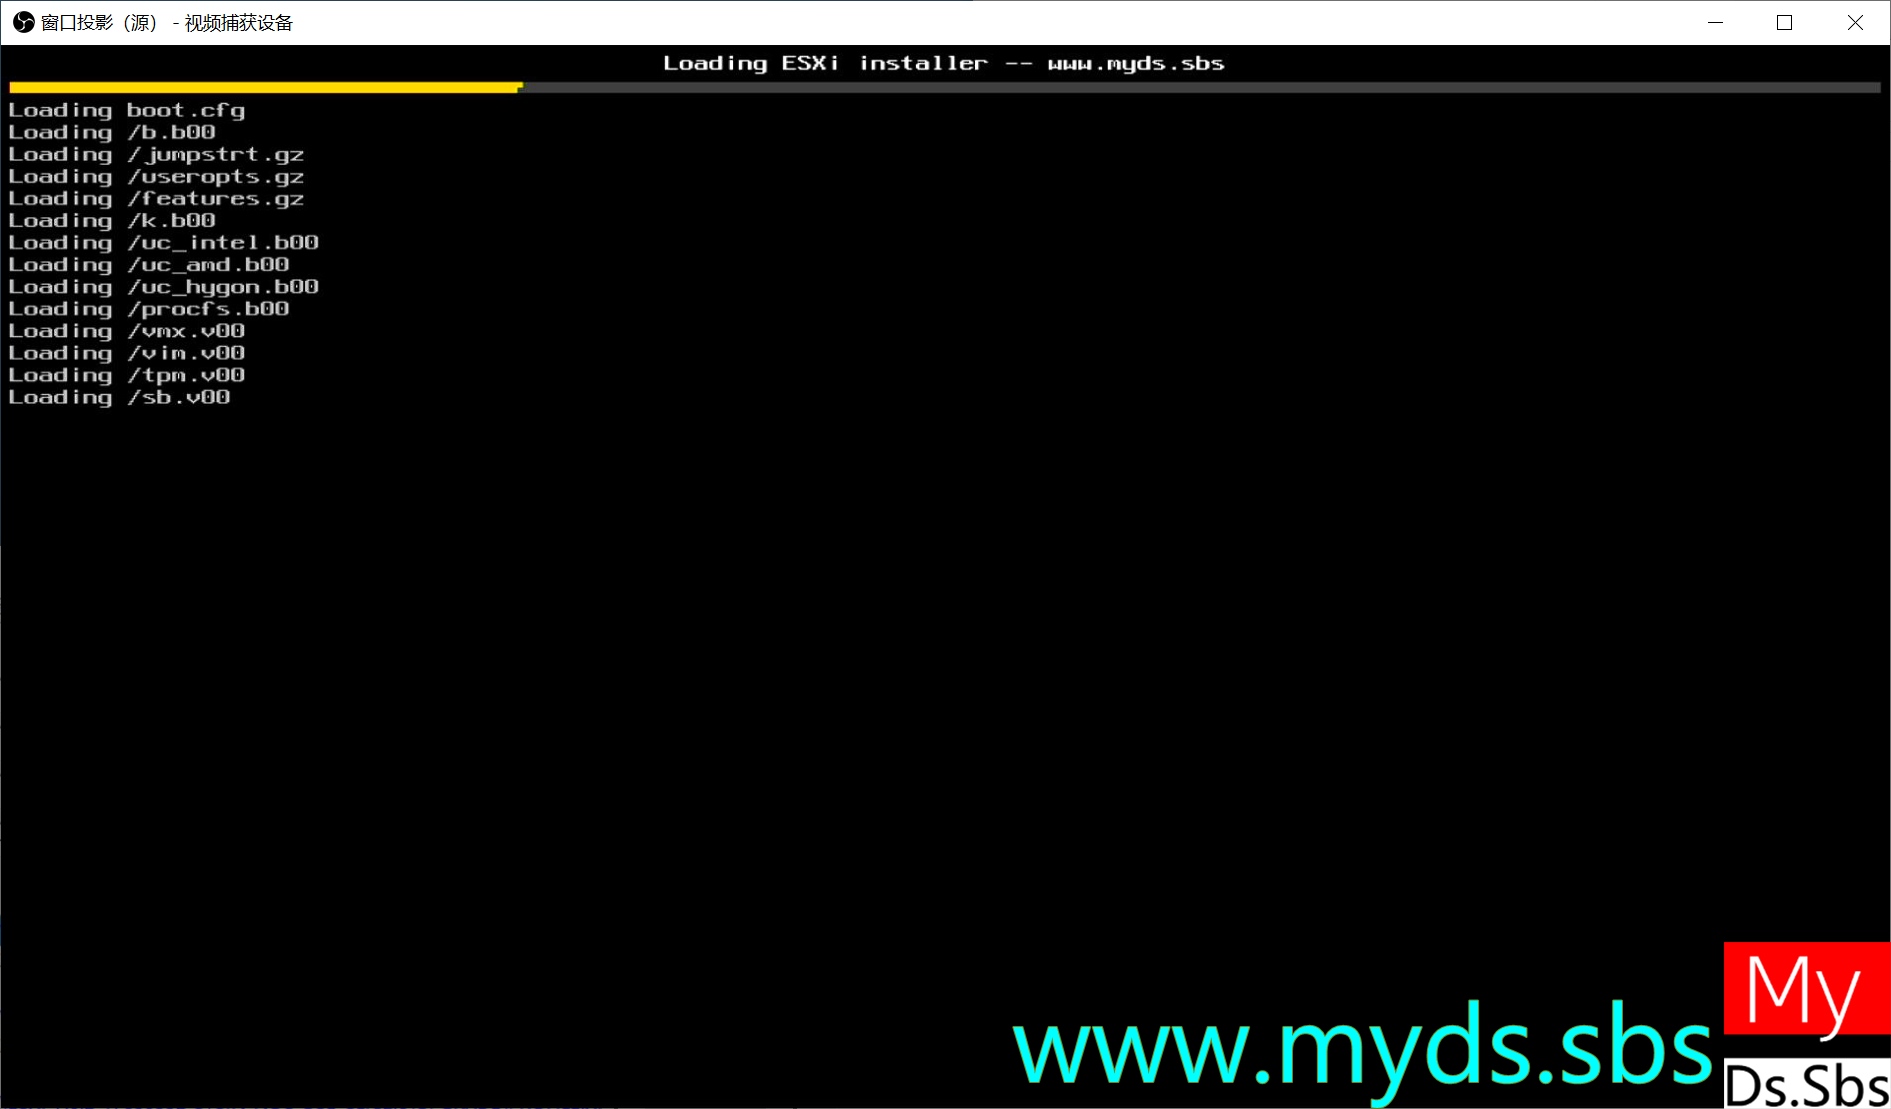 窗口投影（源） - 视频捕获设备
Loading ESXi installer -- www.myds.sbs
Loading boot.cfg
Loading /b.b00
Loading /jumpstrt.gz
Loading /useropts.gz
Loading /features.gz
Loading /k.b00
Loading /uc_intel.b00
Loading /uc_amd.b00
Loading /uc_hygon.b00
Loading /procfs.b00
Loading /vmx.v00
Loading /vim.v00
Loading /tpm.v00
Loading /sb.v00
My
www.myds.sbs
Ds.Sbs